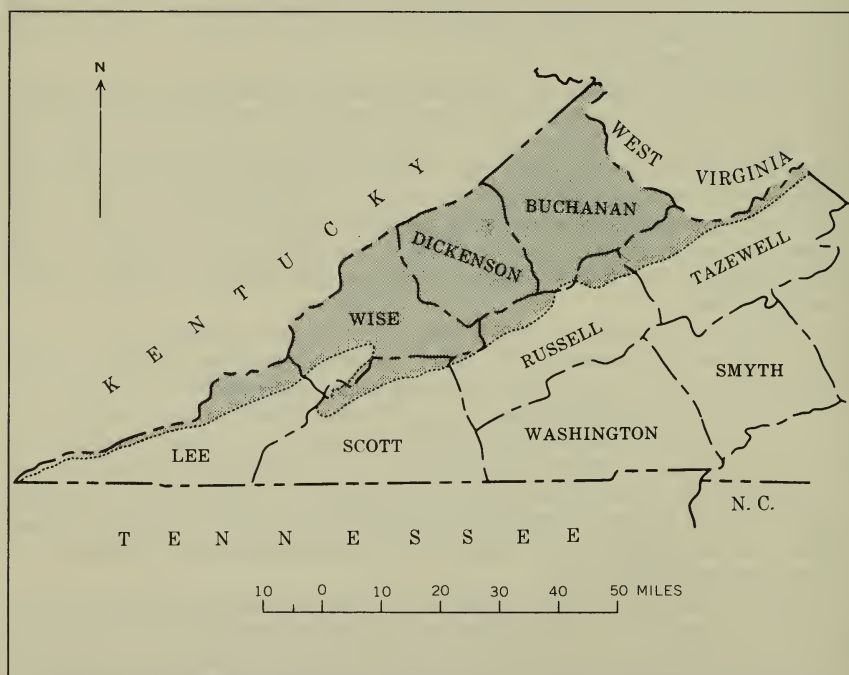 N
KENTUCKY
WEST
VIRGINIA
BUCHANAN
DICKENSON
TAZEWELL
WISE
RUSSELL
SMYTH
LEE
SCOTT
WASHINGTON
N. C.
TENNESSEE
10 0 10 20 30 40 50 MILES